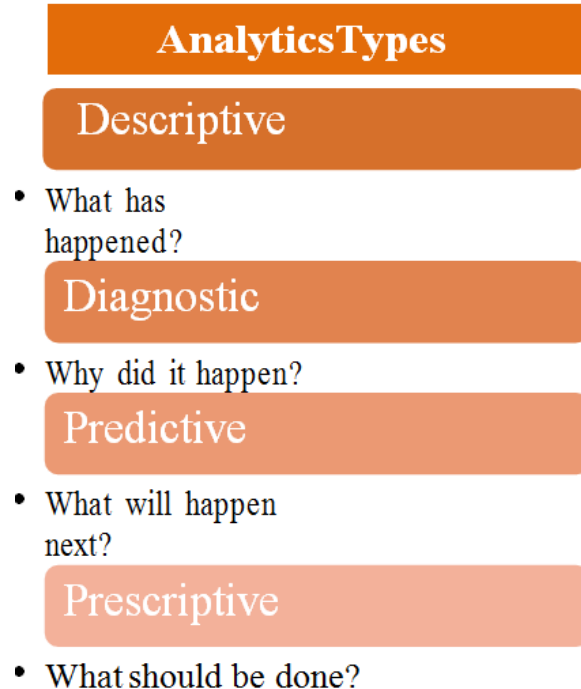 AnalyticsTypes
Descriptive
• What has
happened?
Diagnostic
• Why did it happen?
Predictive
• What will happen
next?
Prescriptive
• What should be done?